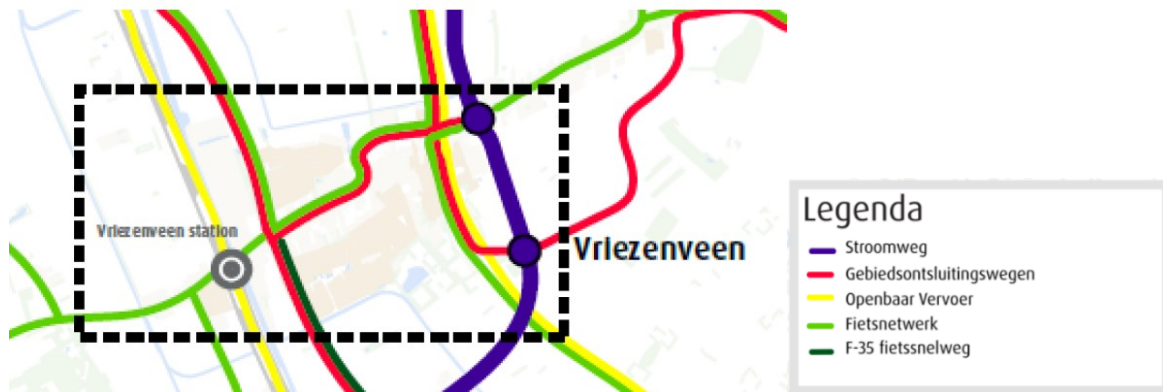 Vriezenveen station
Vriezenveen
Legenda
Stroomweg
Gebiedsontsluitingswegen
Openbaar Vervoer
Fietsnetwerk
F-35 fietssnelweg